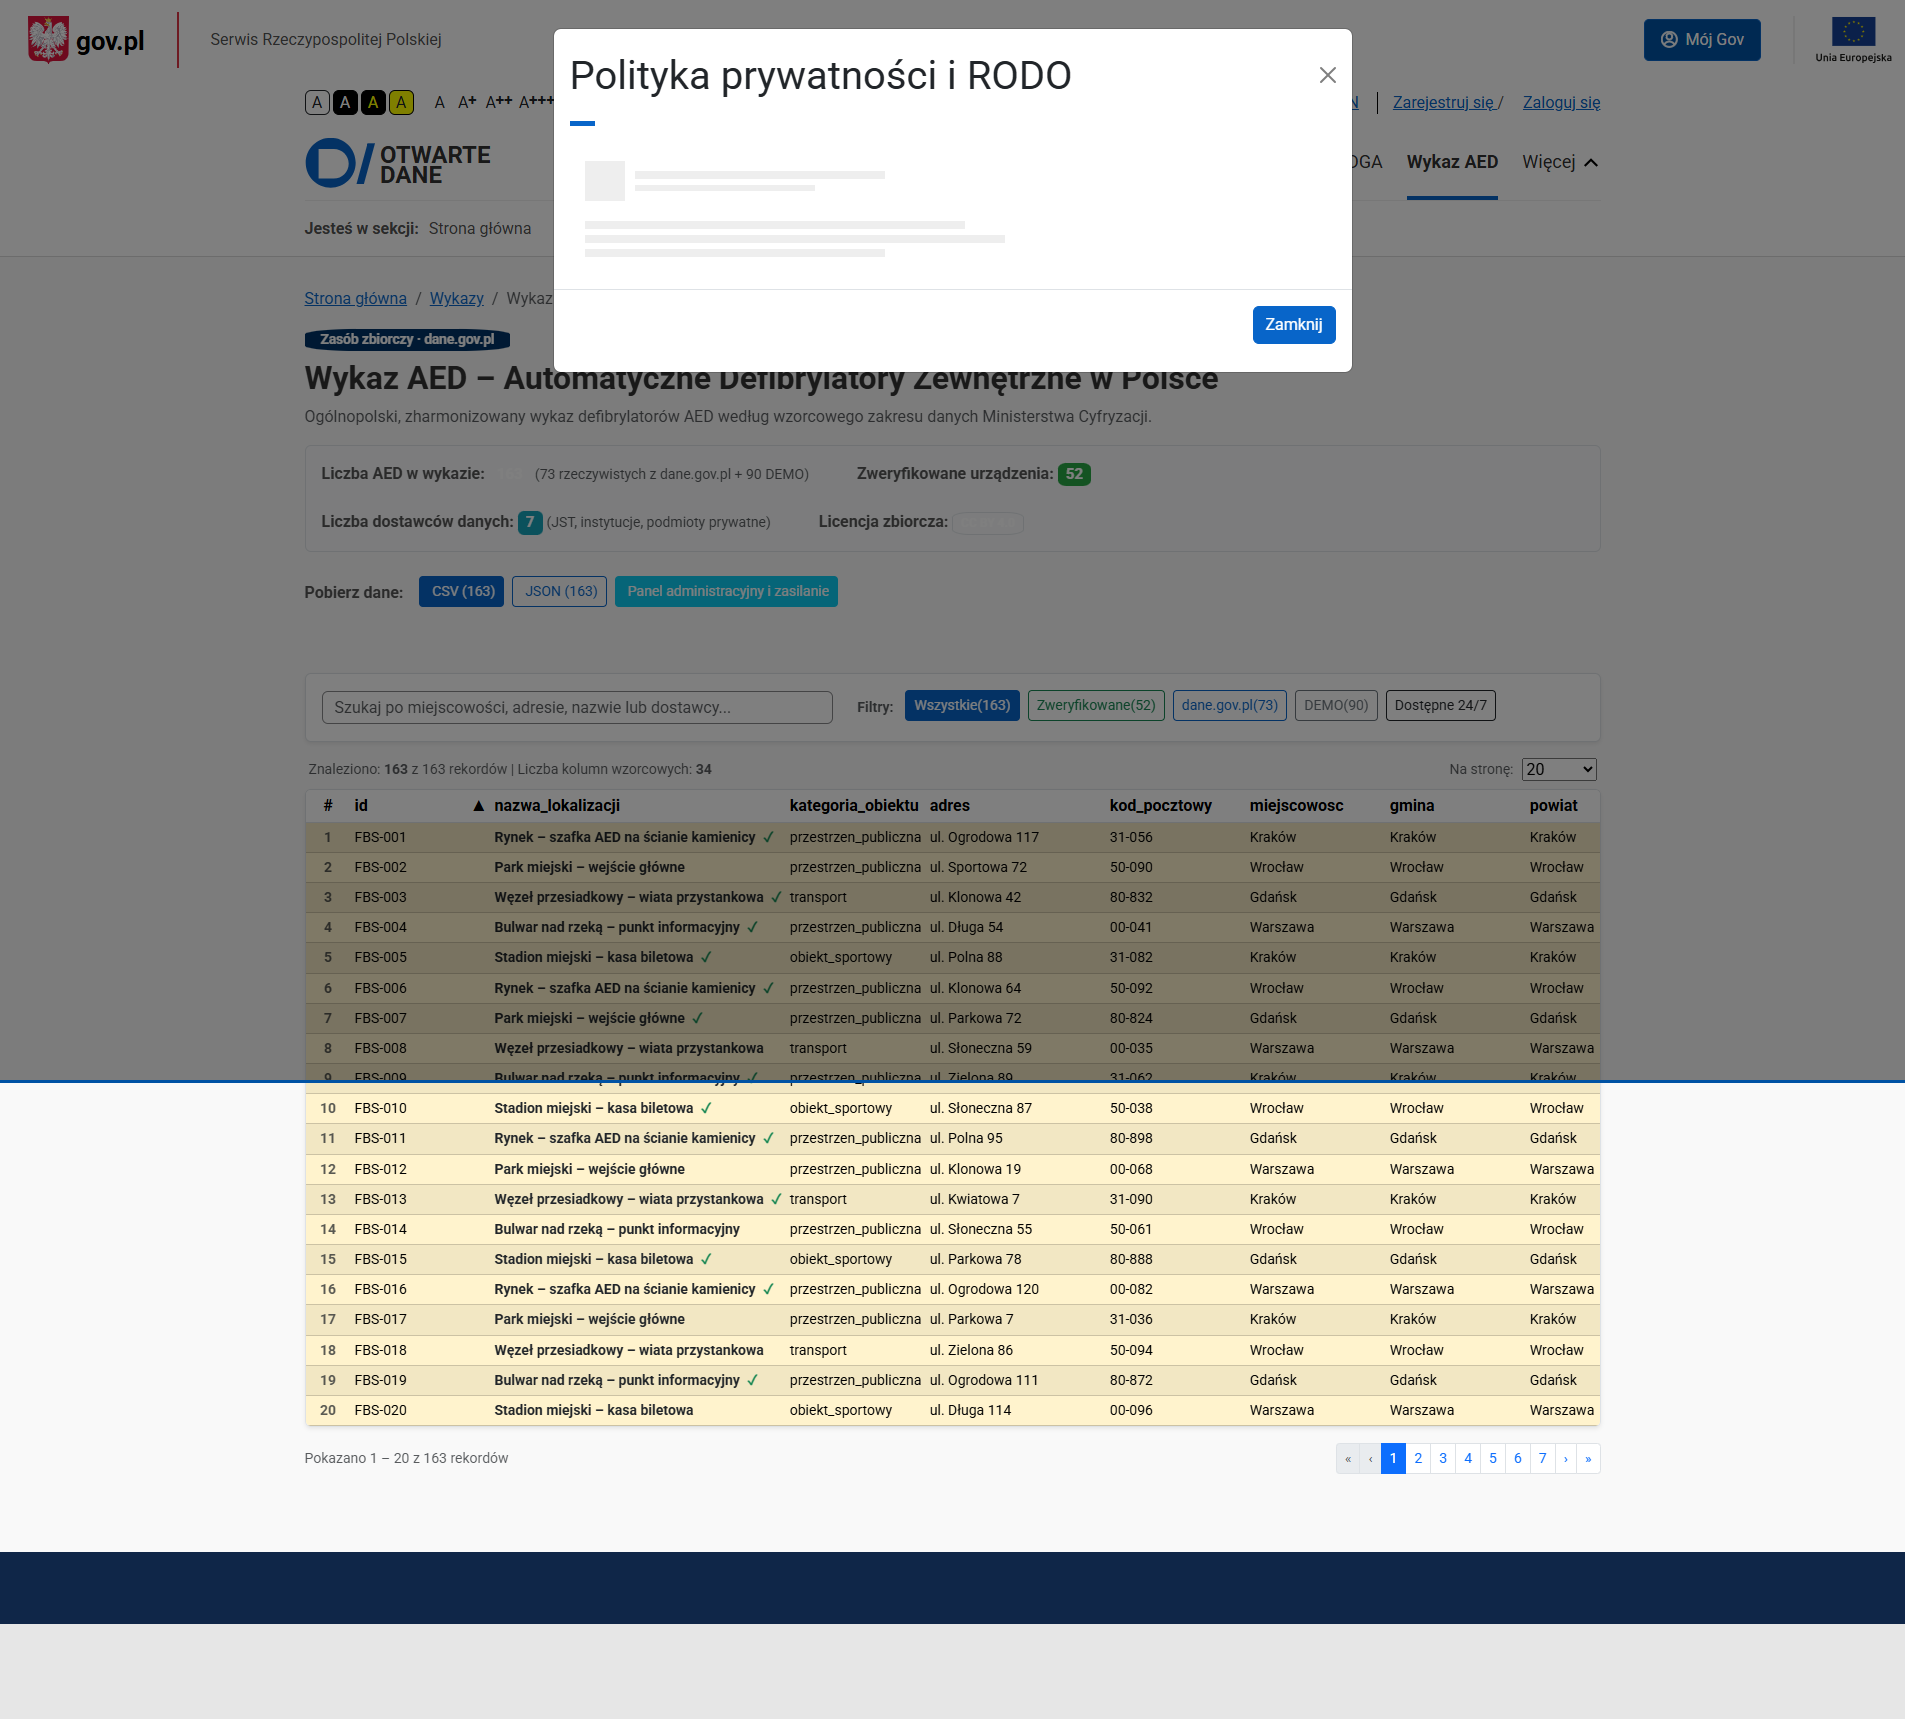 gov.pl
Serwis Rzeczypospolitej Polskiej
Mój Gov
Unia Europejska
A A A A A A+ A++ A+++
N Zarejestruj się / Zaloguj się
OTWARTE
DANE
DGA Wykaz AED Więcej
Jesteś w sekcji: Strona główna
Polityka prywatności i RODO
Zamknij
Strona główna / Wykazy / Wykaz
Zasób zbiorczy · dane.gov.pl
Wykaz AED – Automatyczne Defibrylatory Zewnętrzne w Polsce
Ogólnopolski, zharmonizowany wykaz defibrylatorów AED według wzorcowego zakresu danych Ministerstwa Cyfryzacji.
Liczba AED w wykazie: 163 (73 rzeczywistych z dane.gov.pl + 90 DEMO) Zweryfikowane urządzenia: 52
Liczba dostawców danych: 7 (JST, instytucje, podmioty prywatne) Licencja zbiorcza:
Pobierz dane: CSV (163) JSON (163) Panel administracyjny i zasilanie
Szukaj po miejscowości, adresie, nazwie lub dostawcy... Filtry: Wszystkie(163) Zweryfikowane(52) dane.gov.pl(73) DEMO(90) Dostępne 24/7
Znaleziono: 163 z 163 rekordów | Liczba kolumn wzorcowych: 34 Na stronę: 20
# id ▲ nazwa_lokalizacji kategoria_obiektu adres kod_pocztowy miejscowosc gmina powiat
1 FBS-001 Rynek – szafka AED na ścianie kamienicy ✓ przestrzen_publiczna ul. Ogrodowa 117 31-056 Kraków Kraków Kraków
2 FBS-002 Park miejski – wejście główne przestrzen_publiczna ul. Sportowa 72 50-090 Wrocław Wrocław Wrocław
3 FBS-003 Węzeł przesiadkowy – wiata przystankowa ✓ transport ul. Klonowa 42 80-832 Gdańsk Gdańsk Gdańsk
4 FBS-004 Bulwar nad rzeką – punkt informacyjny ✓ przestrzen_publiczna ul. Długa 54 00-041 Warszawa Warszawa Warszawa
5 FBS-005 Stadion miejski – kasa biletowa ✓ obiekt_sportowy ul. Polna 88 31-082 Kraków Kraków Kraków
6 FBS-006 Rynek – szafka AED na ścianie kamienicy ✓ przestrzen_publiczna ul. Klonowa 64 50-092 Wrocław Wrocław Wrocław
7 FBS-007 Park miejski – wejście główne ✓ przestrzen_publiczna ul. Parkowa 72 80-824 Gdańsk Gdańsk Gdańsk
8 FBS-008 Węzeł przesiadkowy – wiata przystankowa transport ul. Słoneczna 59 00-035 Warszawa Warszawa Warszawa
9 FBS-009 Bulwar nad rzeką – punkt informacyjny ✓ przestrzen_publiczna ul. Zielona 89 31-062 Kraków Kraków Kraków
10 FBS-010 Stadion miejski – kasa biletowa ✓ obiekt_sportowy ul. Słoneczna 87 50-038 Wrocław Wrocław Wrocław
11 FBS-011 Rynek – szafka AED na ścianie kamienicy ✓ przestrzen_publiczna ul. Polna 95 80-898 Gdańsk Gdańsk Gdańsk
12 FBS-012 Park miejski – wejście główne przestrzen_publiczna ul. Klonowa 19 00-068 Warszawa Warszawa Warszawa
13 FBS-013 Węzeł przesiadkowy – wiata przystankowa ✓ transport ul. Kwiatowa 7 31-090 Kraków Kraków Kraków
14 FBS-014 Bulwar nad rzeką – punkt informacyjny przestrzen_publiczna ul. Słoneczna 55 50-061 Wrocław Wrocław Wrocław
15 FBS-015 Stadion miejski – kasa biletowa ✓ obiekt_sportowy ul. Parkowa 78 80-888 Gdańsk Gdańsk Gdańsk
16 FBS-016 Rynek – szafka AED na ścianie kamienicy ✓ przestrzen_publiczna ul. Ogrodowa 120 00-082 Warszawa Warszawa Warszawa
17 FBS-017 Park miejski – wejście główne przestrzen_publiczna ul. Parkowa 7 31-036 Kraków Kraków Kraków
18 FBS-018 Węzeł przesiadkowy – wiata przystankowa transport ul. Zielona 86 50-094 Wrocław Wrocław Wrocław
19 FBS-019 Bulwar nad rzeką – punkt informacyjny ✓ przestrzen_publiczna ul. Ogrodowa 111 80-872 Gdańsk Gdańsk Gdańsk
20 FBS-020 Stadion miejski – kasa biletowa obiekt_sportowy ul. Długa 114 00-096 Warszawa Warszawa Warszawa
Pokazano 1 – 20 z 163 rekordów « ‹ 1 2 3 4 5 6 7 › »